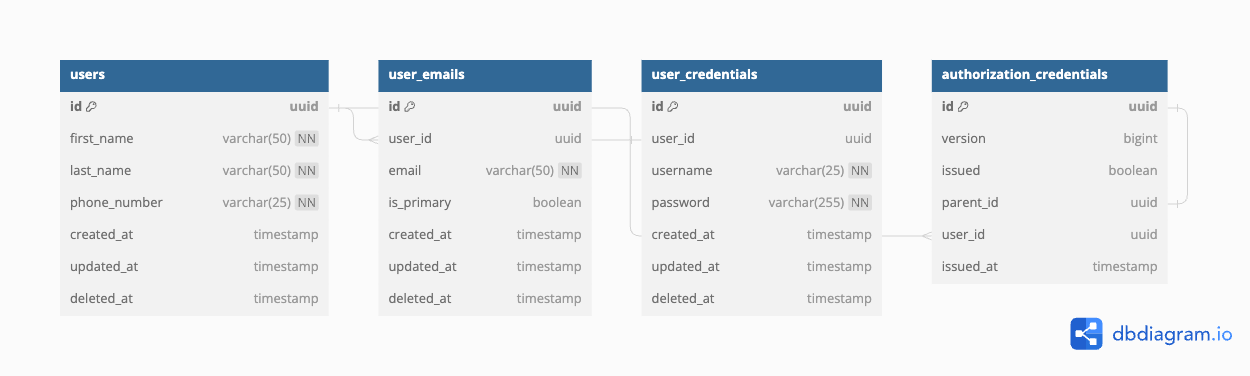 users
id uuid
first_name varchar(50) NN
last_name varchar(50) NN
phone_number varchar(25) NN
created_at timestamp
updated_at timestamp
deleted_at timestamp
user_emails
id uuid
user_id uuid
email varchar(50) NN
is_primary boolean
created_at timestamp
updated_at timestamp
deleted_at timestamp
user_credentials
id uuid
user_id uuid
username varchar(25) NN
password varchar(255) NN
created_at timestamp
updated_at timestamp
deleted_at timestamp
authorization_credentials
id uuid
version bigint
issued boolean
parent_id uuid
user_id uuid
issued_at timestamp
dbdiagram.io